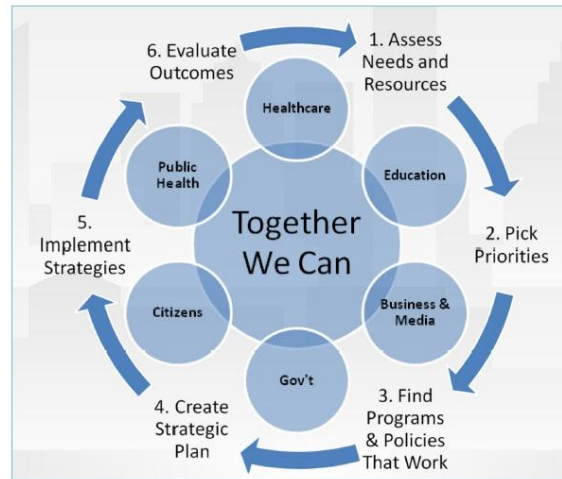 6. Evaluate
Outcomes
1. Assess
Needs and
Resources
Healthcare
Public
Health
Education
5.
Implement
Strategies
Together
We Can
2. Pick
Priorities
Citizens
Business &
Media
Gov't
4. Create
Strategic
Plan
3. Find
Programs
& Policies
That Work